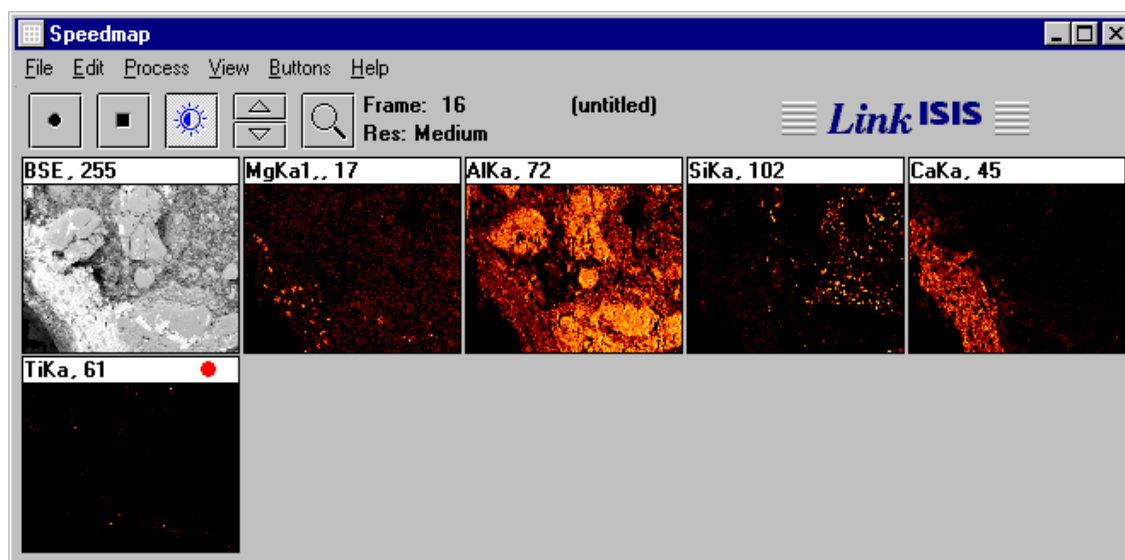 Speedmap
File Edit Process View Buttons Help
Frame: 16 (untitled)
Res: Medium
Link ISIS
BSE, 255 MgKa1,, 17 AlKa, 72 SiKa, 102 CaKa, 45
TiKa, 61